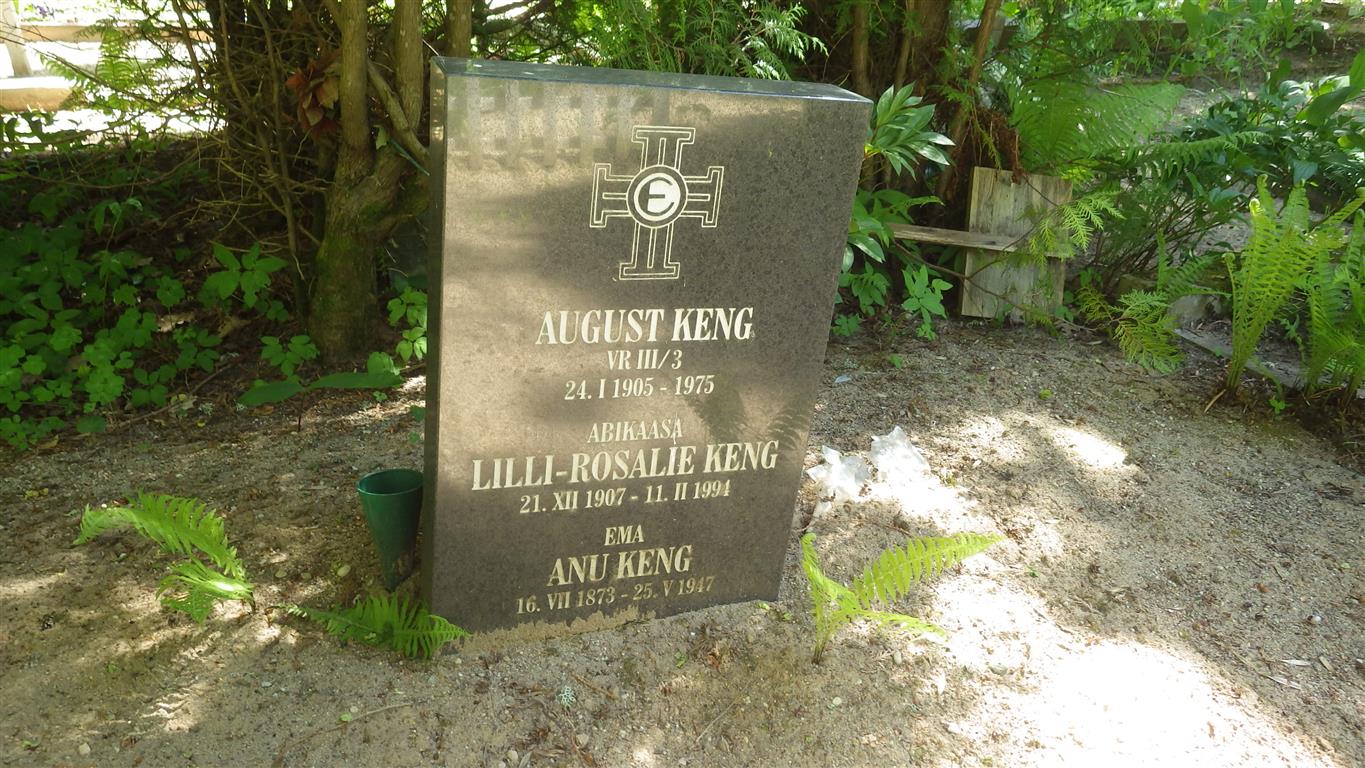 E
AUGUST KENG
VR III/3
24. I 1905 - 1975
ABIKAASA
LILLI-ROSALIE KENG
21. XII 1907 - 11. II 1994
EMA
ANU KENG
16. VII 1873 - 25. V 1947